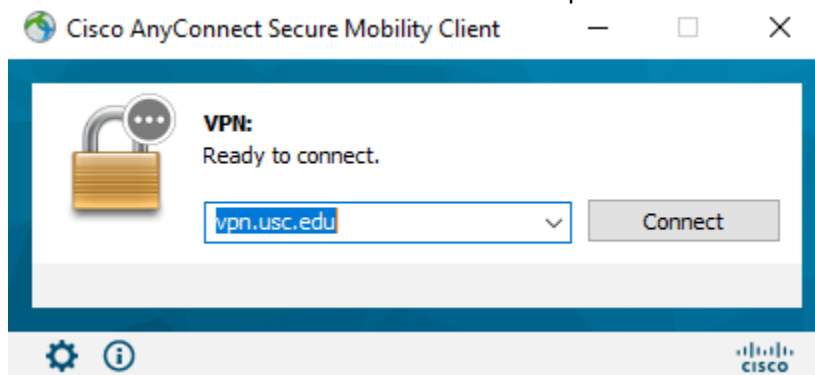 Cisco AnyConnect Secure Mobility Client
VPN:
Ready to connect.
vpn.usc.edu
Connect
cisco